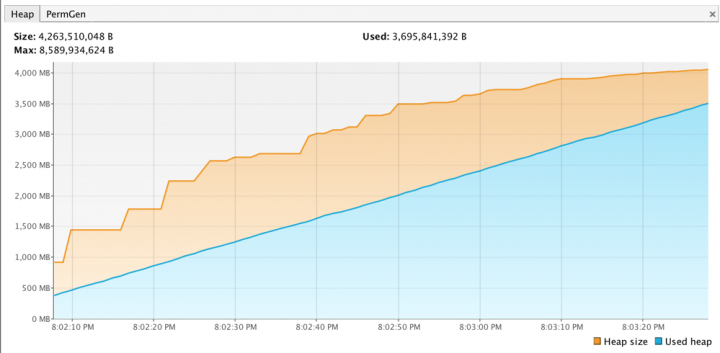 Heap PermGen ×
Size: 4,263,510,048 B Used: 3,695,841,392 B
Max: 8,589,934,624 B
4,000 MB
3,500 MB
3,000 MB
2,500 MB
2,000 MB
1,500 MB
1,000 MB
500 MB
0 MB
8:02:10 PM 8:02:20 PM 8:02:30 PM 8:02:40 PM 8:02:50 PM 8:03:00 PM 8:03:10 PM 8:03:20 PM
Heap size Used heap